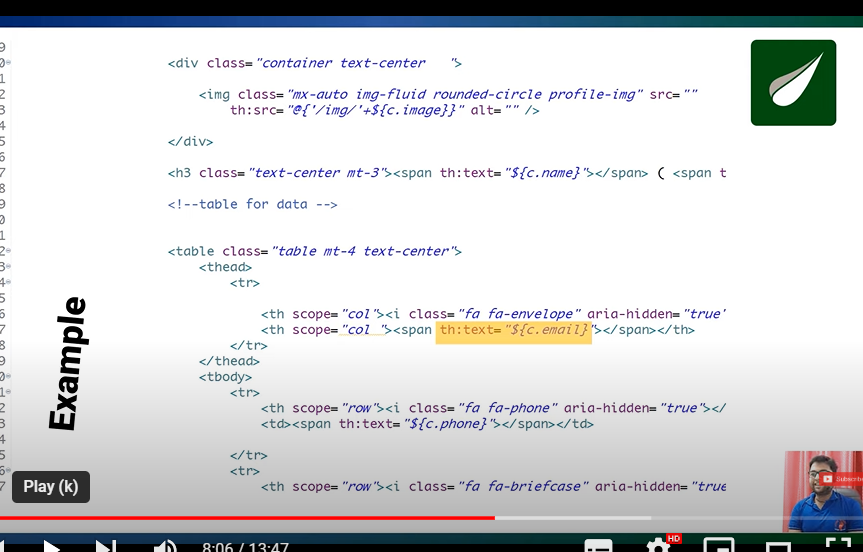 <div class="container text-center   ">
<img class="mx-auto img-fluid rounded-circle profile-img" src=""
th:src="@{'/img/'+${c.image}}" alt="" />
</div>
<h3 class="text-center mt-3"><span th:text="${c.name}"></span> ( <span t
<!--table for data -->
<table class="table mt-4 text-center">
<thead>
<tr>
<th scope="col"><i class="fa fa-envelope" aria-hidden="true"
<th scope="col "><span th:text="${c.email}"></span></th>
</tr>
</thead>
<tbody>
<tr>
<th scope="row"><i class="fa fa-phone" aria-hidden="true"></
<td><span th:text="${c.phone}"></span></td>
</tr>
<tr>
<th scope="row"><i class="fa fa-briefcase" aria-hidden="true
Example
Play (k)
Subscribe
8:06 / 13:47
HD